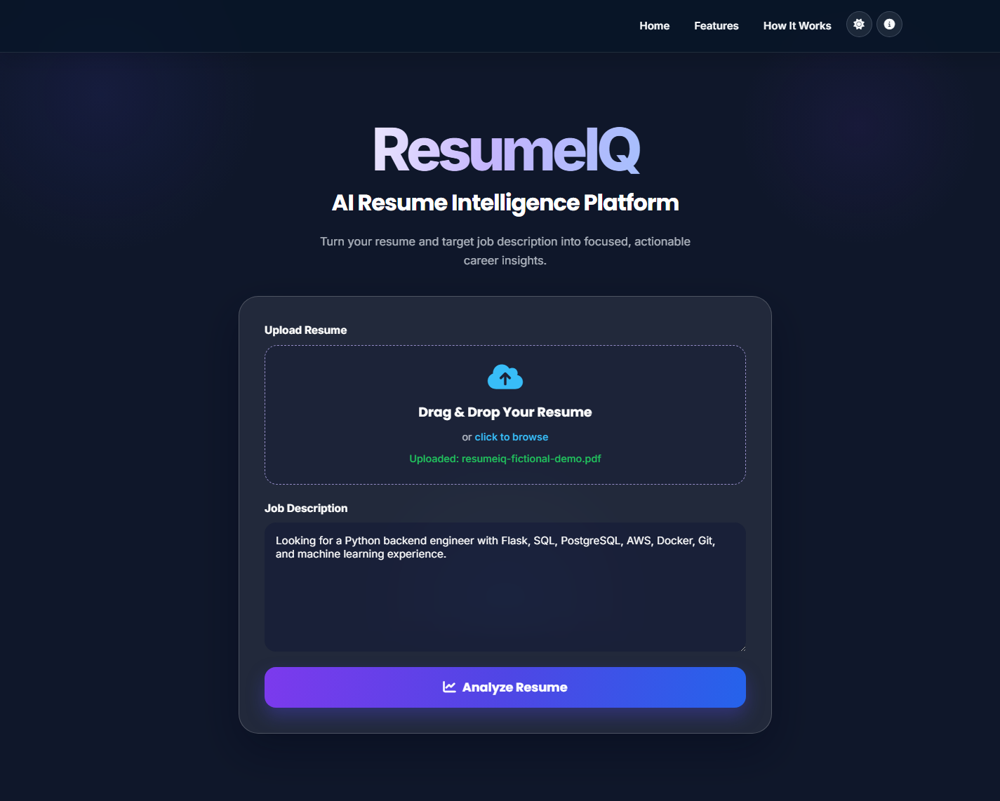 Home
Features
How It Works
ResumeIQ
AI Resume Intelligence Platform
Turn your resume and target job description into focused, actionable
career insights.
Upload Resume
Drag & Drop Your Resume
or click to browse
Uploaded: resumeiq-fictional-demo.pdf
Job Description
Looking for a Python backend engineer with Flask, SQL, PostgreSQL, AWS, Docker, Git,
and machine learning experience.
Analyze Resume